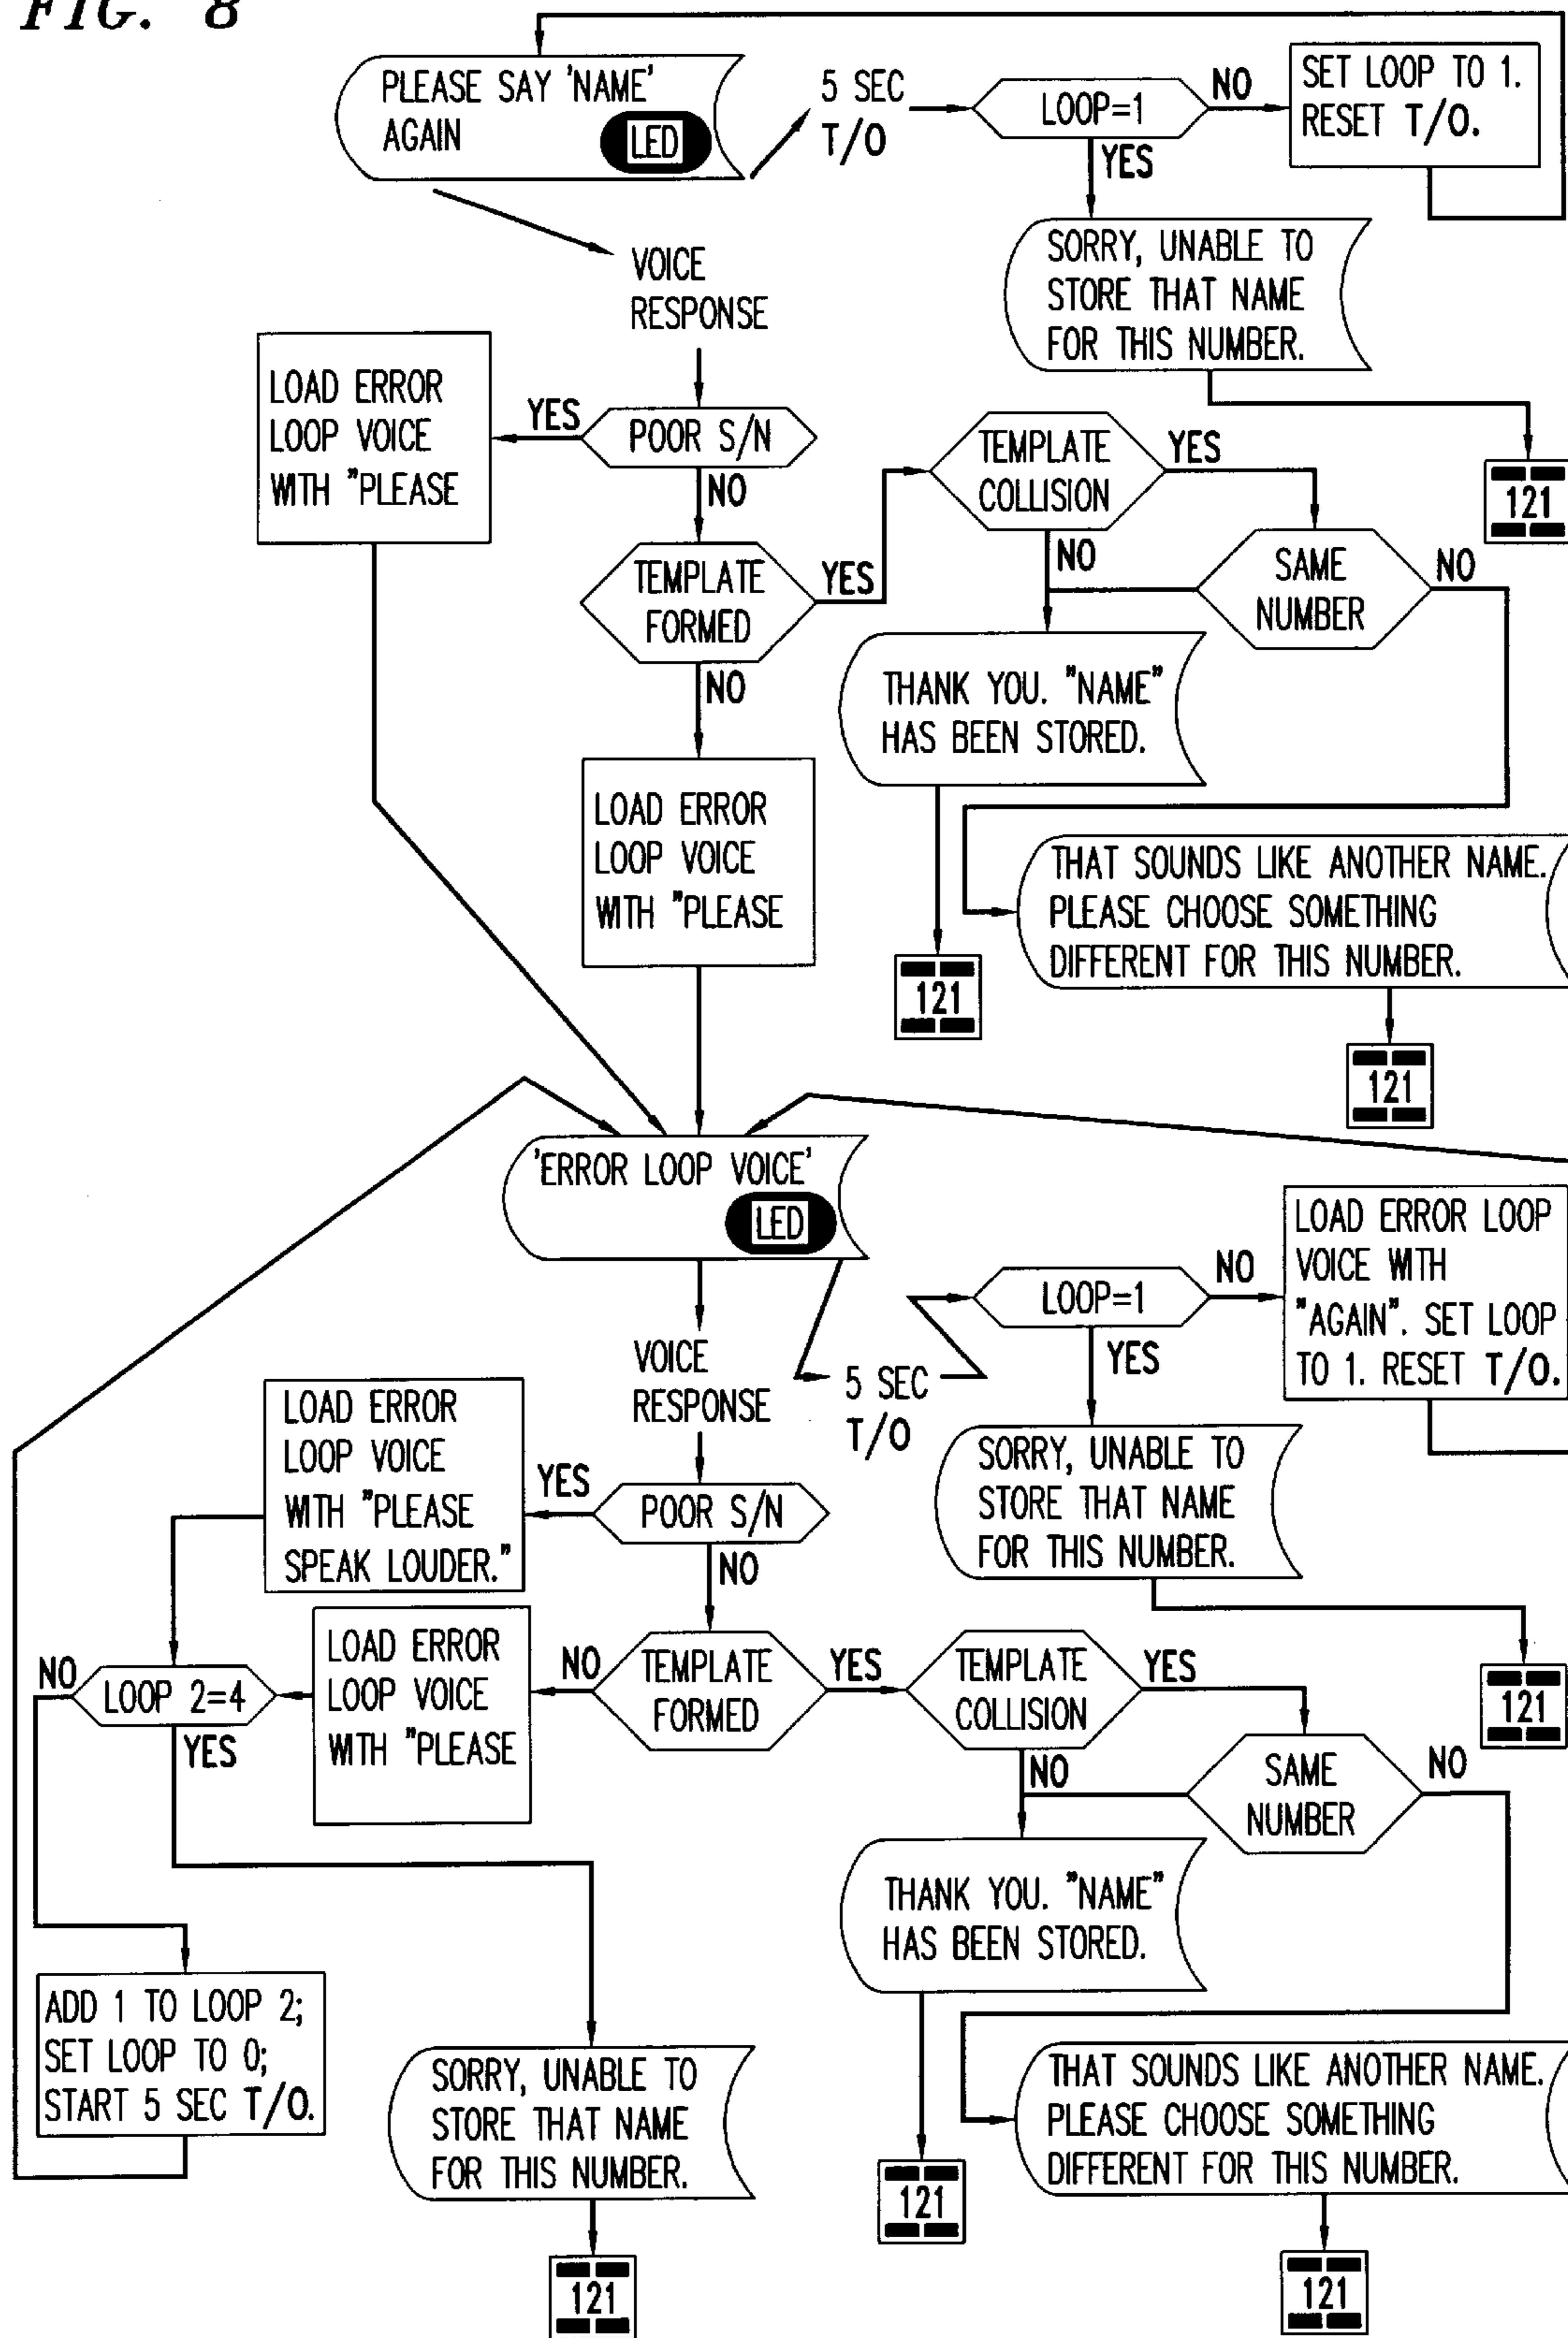 FIG. 8
PLEASE SAY 'NAME'
AGAIN
LED
5 SEC
T/O
LOOP=1
NO
YES
SET LOOP TO 1.
RESET T/O.
SORRY, UNABLE TO
STORE THAT NAME
FOR THIS NUMBER.
121
VOICE
RESPONSE
POOR S/N
YES
NO
LOAD ERROR
LOOP VOICE
WITH "PLEASE
TEMPLATE
FORMED
YES
NO
TEMPLATE
COLLISION
YES
NO
SAME
NUMBER
NO
THANK YOU. "NAME"
HAS BEEN STORED.
121
LOAD ERROR
LOOP VOICE
WITH "PLEASE
THAT SOUNDS LIKE ANOTHER NAME.
PLEASE CHOOSE SOMETHING
DIFFERENT FOR THIS NUMBER.
121
'ERROR LOOP VOICE'
LED
VOICE
RESPONSE
5 SEC
T/O
LOOP=1
NO
YES
LOAD ERROR LOOP
VOICE WITH
"AGAIN". SET LOOP
TO 1. RESET T/O.
SORRY, UNABLE TO
STORE THAT NAME
FOR THIS NUMBER.
121
POOR S/N
YES
NO
LOAD ERROR
LOOP VOICE
WITH "PLEASE
SPEAK LOUDER."
TEMPLATE
FORMED
NO
YES
LOAD ERROR
LOOP VOICE
WITH "PLEASE
LOOP 2=4
NO
YES
TEMPLATE
COLLISION
YES
NO
SAME
NUMBER
NO
THANK YOU. "NAME"
HAS BEEN STORED.
121
ADD 1 TO LOOP 2;
SET LOOP TO 0;
START 5 SEC T/O.
SORRY, UNABLE TO
STORE THAT NAME
FOR THIS NUMBER.
121
THAT SOUNDS LIKE ANOTHER NAME.
PLEASE CHOOSE SOMETHING
DIFFERENT FOR THIS NUMBER.
121